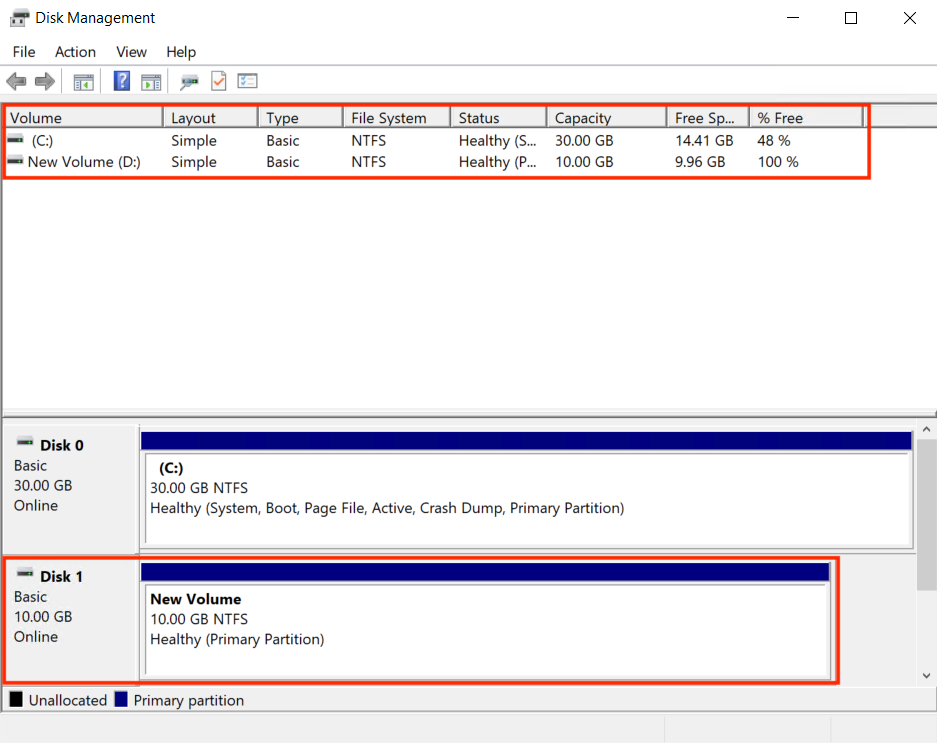 Disk Management
File Action View Help
Volume Layout Type File System Status Capacity Free Sp... % Free
(C:) Simple Basic NTFS Healthy (S... 30.00 GB 14.41 GB 48 %
New Volume (D:) Simple Basic NTFS Healthy (P... 10.00 GB 9.96 GB 100 %
Disk 0
Basic
30.00 GB
Online
(C:)
30.00 GB NTFS
Healthy (System, Boot, Page File, Active, Crash Dump, Primary Partition)
Disk 1
Basic
10.00 GB
Online
New Volume
10.00 GB NTFS
Healthy (Primary Partition)
Unallocated Primary partition